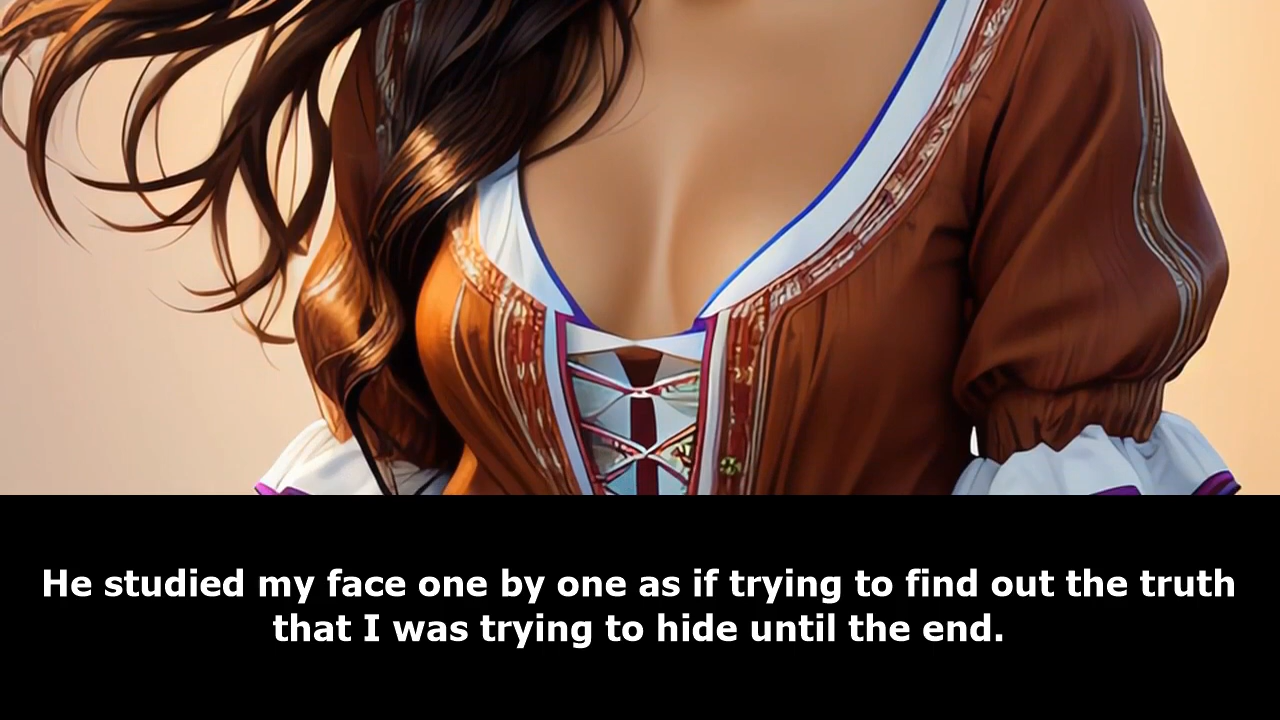 He studied my face one by one as if trying to find out the truth
that I was trying to hide until the end.